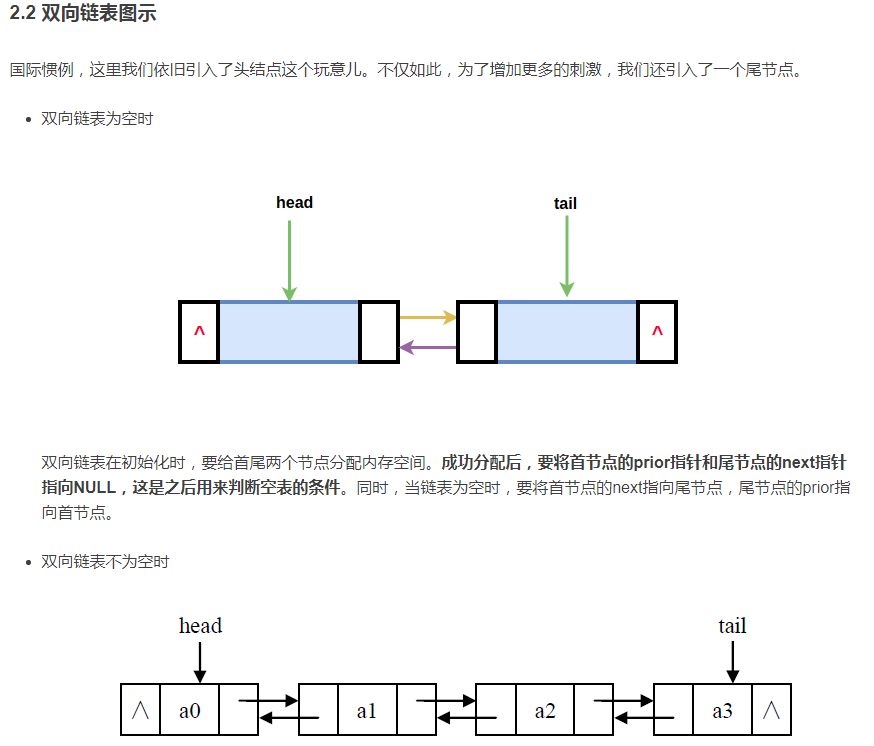 2.2 双向链表图示
国际惯例，这里我们依旧引入了头结点这个玩意儿。不仅如此，为了增加更多的刺激，我们还引入了一个尾节点。
• 双向链表为空时
head tail
^ ^
双向链表在初始化时，要给首尾两个节点分配内存空间。成功分配后，要将首节点的prior指针和尾节点的next指针
指向NULL，这是之后用来判断空表的条件。同时，当链表为空时，要将首节点的next指向尾节点，尾节点的prior指
向首节点。
• 双向链表不为空时
head tail
∧ a0 a1 a2 a3 ∧